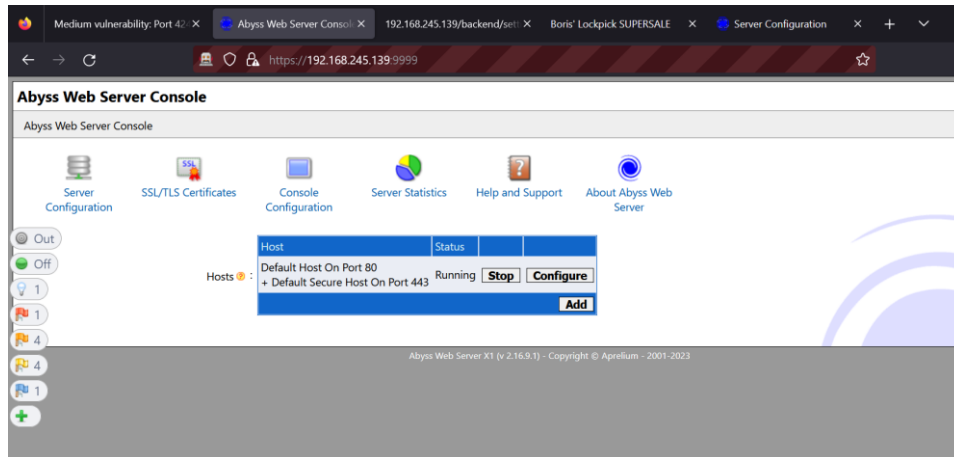 Medium vulnerability: Port 42
Abyss Web Server Consol
192.168.245.139/backend/sett
Boris' Lockpick SUPERSALE
Server Configuration
https://192.168.245.139:9999
Abyss Web Server Console
Abyss Web Server Console
SSL
Server Configuration
SSL/TLS Certificates
Console Configuration
Server Statistics
Help and Support
About Abyss Web Server
Out
Off
1
1
4
4
1
Host Status
Hosts ? :
Default Host On Port 80
+ Default Secure Host On Port 443
Running Stop Configure
Add
Abyss Web Server X1 (v 2.16.9.1) - Copyright © Aprelium - 2001-2023